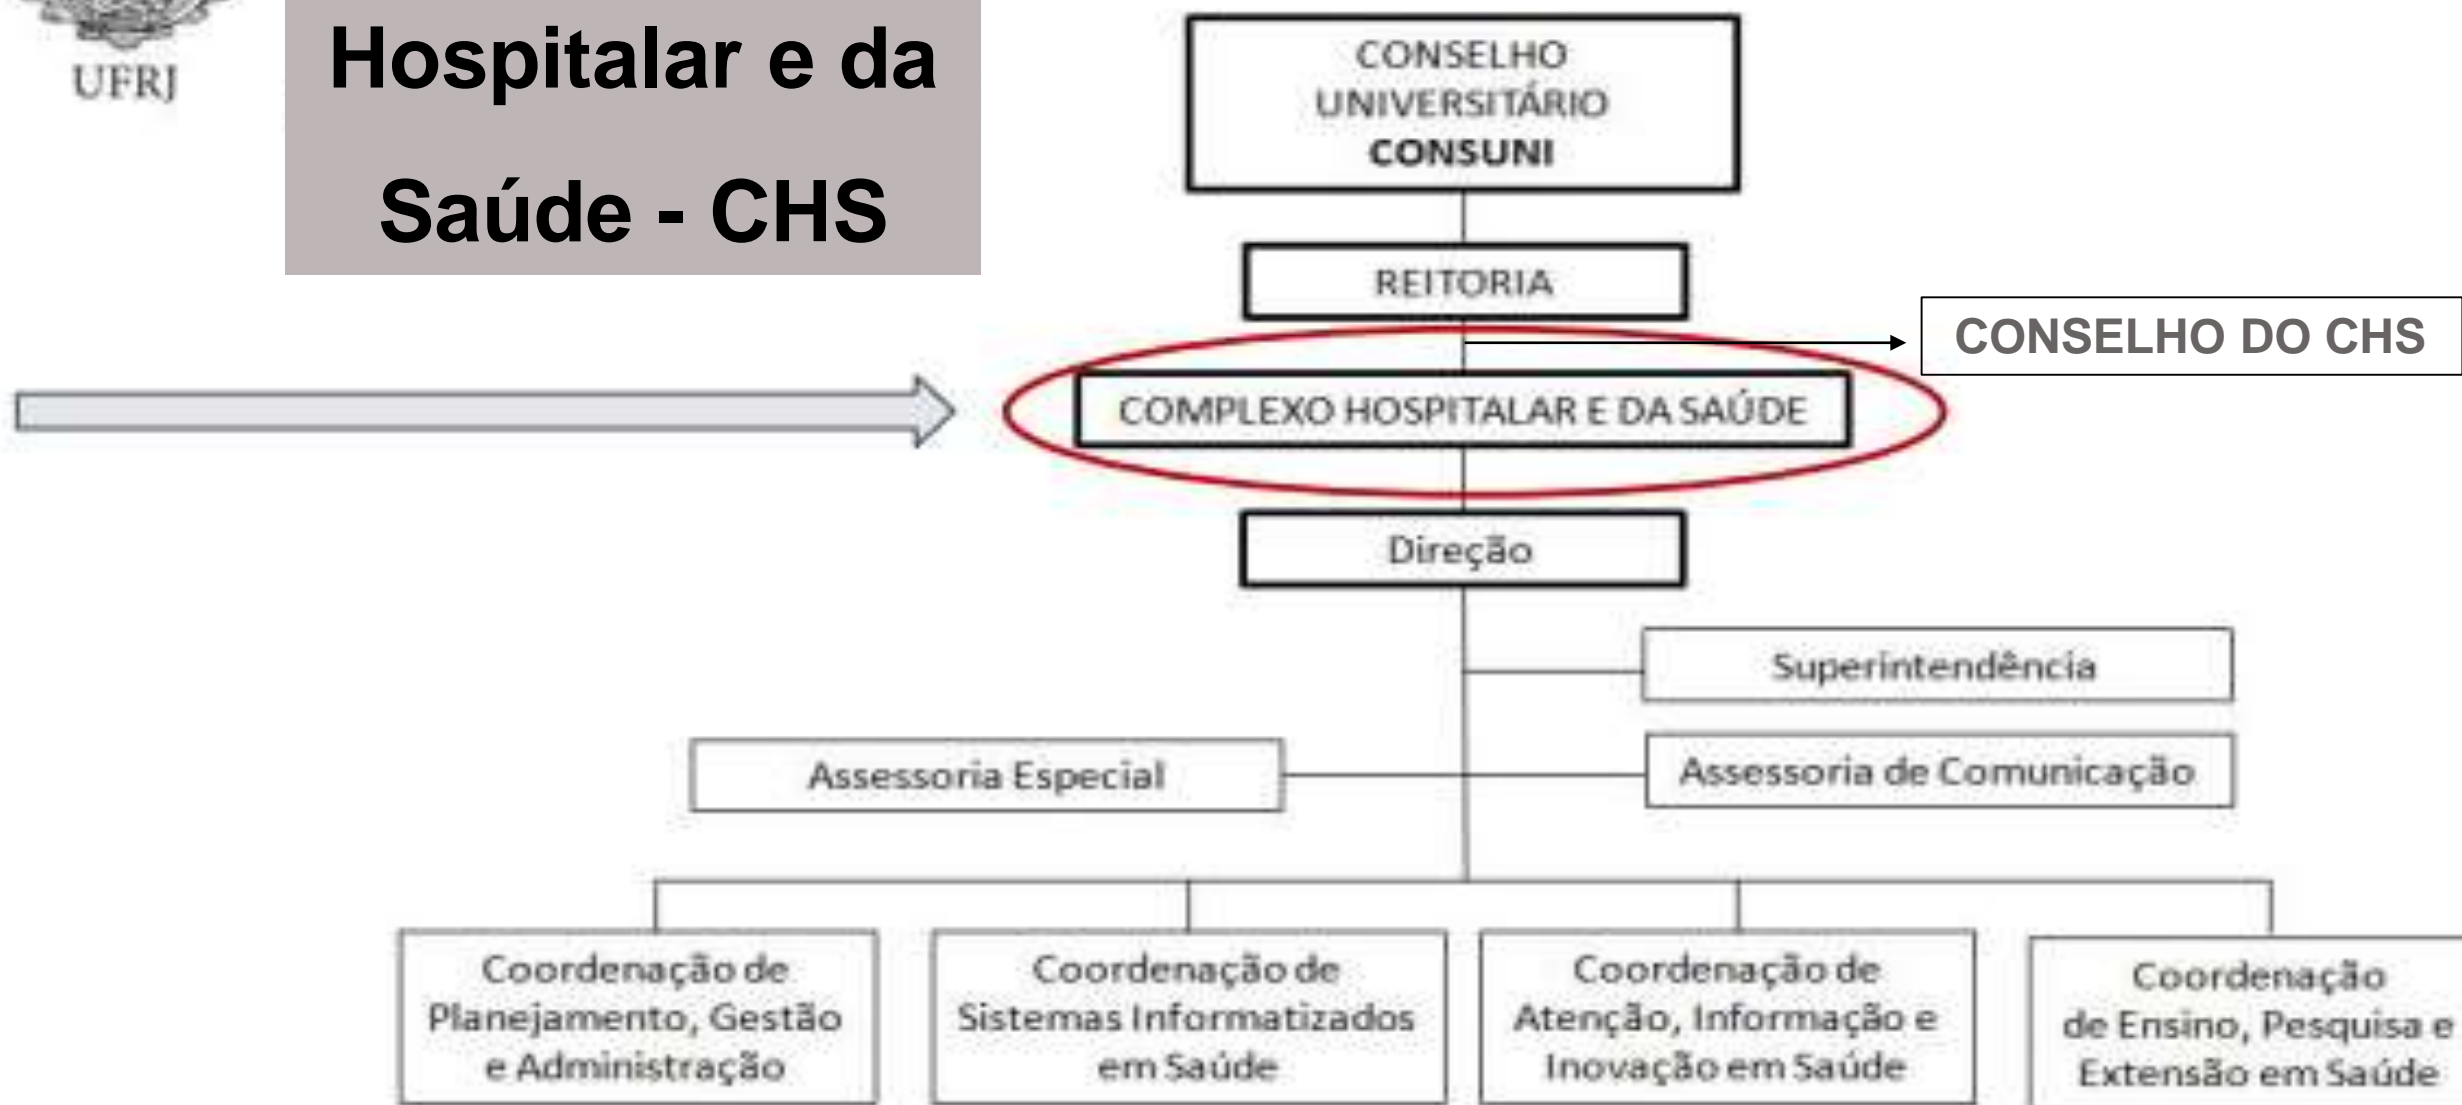 UFRJ
Hospitalar e da
Saúde - CHS
CONSELHO
UNIVERSITÁRIO
CONSUNI
REITORIA
CONSELHO DO CHS
COMPLEXO HOSPITALAR E DA SAÚDE
Direção
Superintendência
Assessoria Especial
Assessoria de Comunicação
Coordenação de
Planejamento, Gestão
e Administração
Coordenação de
Sistemas Informatizados
em Saúde
Coordenação de
Atenção, Informação e
Inovação em Saúde
Coordenação
de Ensino, Pesquisa e
Extensão em Saúde